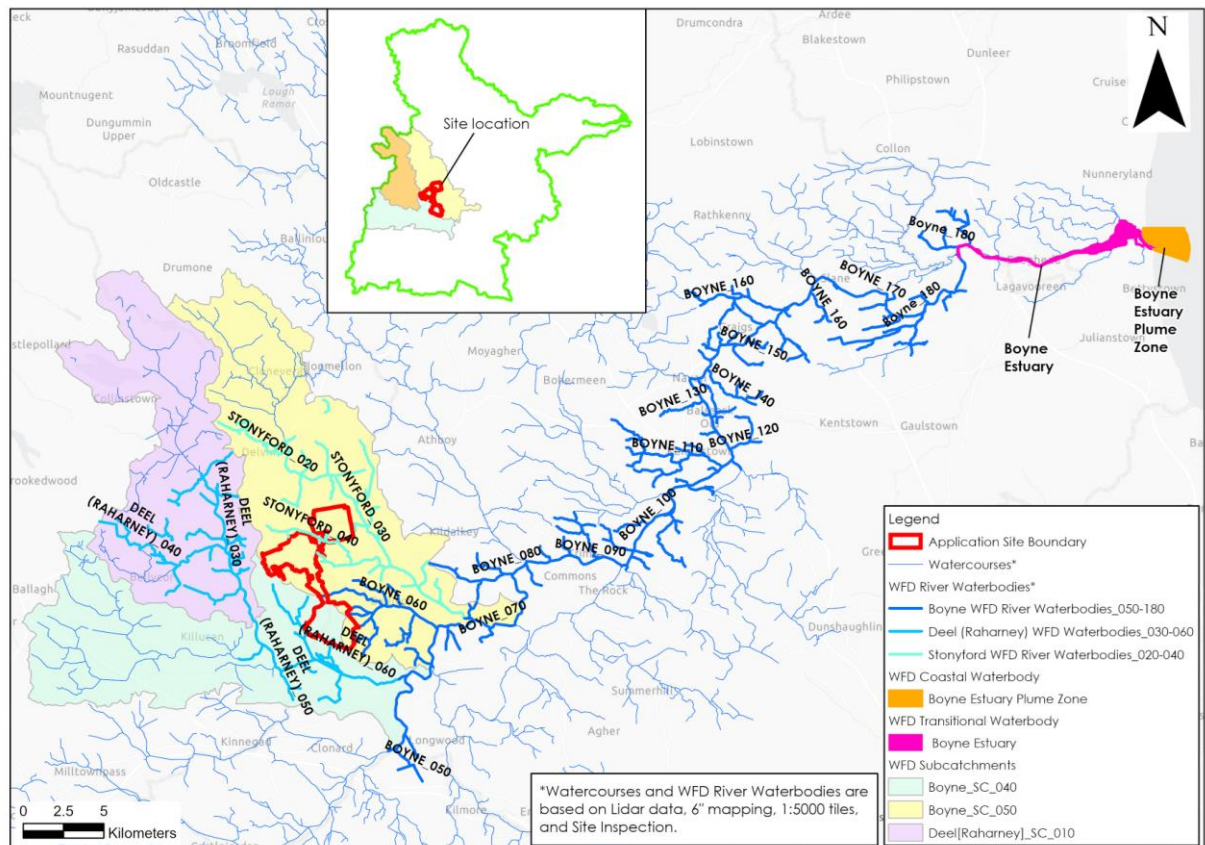 Drumcondra
Ardee
Rasuddan
Broomfield
Blakestown
Dunleer
N
Lough
Ramor
Philipstown
Mountnugent
Dungummin
Upper
Site location
Lobinstown
Collon
Oldcastle
Nunneryland
Rathkenny
Boyne_180
Drumone
BOYNE_160
BOYNE_170
BOYNE_160
Boyne_180
Lagavooreen
Julianstown
Boyne
Estuary
Boyne
Estuary
Plume
Zone
Moyagher
Bohermeen
BOYNE_150
BOYNE_130
BOYNE_140
BOYNE_110
BOYNE_120
Kentstown
Gaulstown
Athboy
STONYFORD_020
STONYFORD_030
DEEL
(RAHARNEY)_030
DEEL
(RAHARNEY)_040
STONYFORD_040
BOYNE_100
Kildalkey
BOYNE_080
BOYNE_090
Commons
The Rock
BOYNE_060
BOYNE_070
Dunshaughlin
Killucan
DEEL
(RAHARNEY)_060
DEEL
(RAHARNEY)_050
Summerhill
Agher
Kinnegad
Clonard
Longwood
BOYNE_050
Milltownpass
Kilmore
Legend
Application Site Boundary
Watercourses*
WFD River Waterbodies*
Boyne WFD River Waterbodies_050-180
Deel (Raharney) WFD Waterbodies_030-060
Stonyford WFD River Waterbodies_020-040
WFD Coastal Waterbody
Boyne Estuary Plume Zone
WFD Transitional Waterbody
Boyne Estuary
WFD Subcatchments
Boyne_SC_040
Boyne_SC_050
Deel[Raharney]_SC_010
*Watercourses and WFD River Waterbodies are
based on Lidar data, 6" mapping, 1:5000 tiles,
and Site Inspection.
0 2.5 5
Kilometers